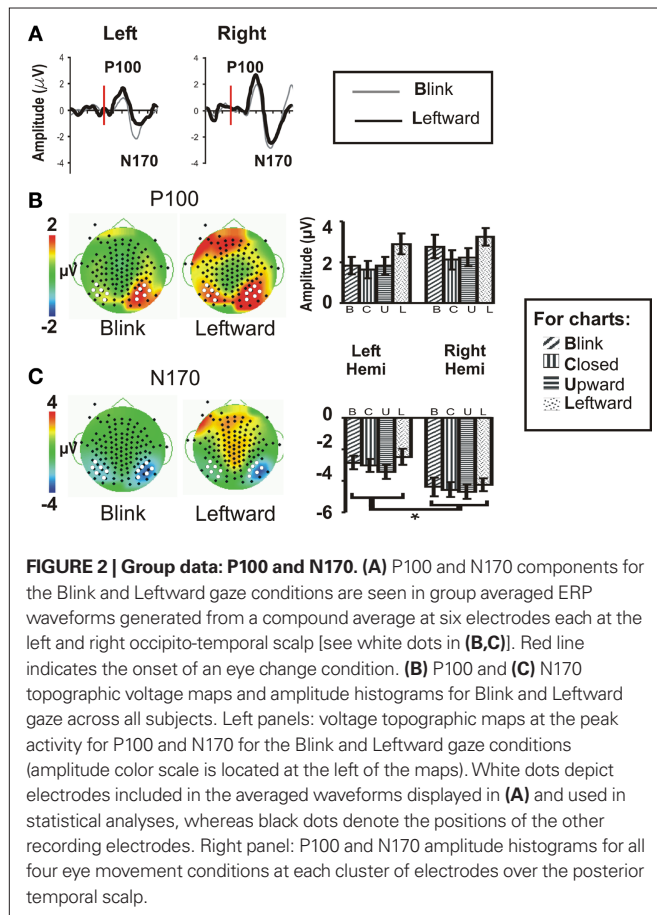 A
Left
Right
Amplitude (μV)
4
2
0
-2
-4
P100
N170
4
2
0
-2
-4
P100
N170
Blink
Leftward
B
P100
2
μV
-2
Blink
Leftward
Amplitude (μV)
4
2
0
B C U L
B C U L
Left
Hemi
Right
Hemi
For charts:
Blink
Closed
Upward
Leftward
C
N170
4
μV
-4
Blink
Leftward
0
-2
-4
-6
B C U L
B C U L
*
FIGURE 2 | Group data: P100 and N170. (A) P100 and N170 components for
the Blink and Leftward gaze conditions are seen in group averaged ERP
waveforms generated from a compound average at six electrodes each at the
left and right occipito-temporal scalp [see white dots in (B,C)]. Red line
indicates the onset of an eye change condition. (B) P100 and (C) N170
topographic voltage maps and amplitude histograms for Blink and Leftward
gaze across all subjects. Left panels: voltage topographic maps at the peak
activity for P100 and N170 for the Blink and Leftward gaze conditions
(amplitude color scale is located at the left of the maps). White dots depict
electrodes included in the averaged waveforms displayed in (A) and used in
statistical analyses, whereas black dots denote the positions of the other
recording electrodes. Right panel: P100 and N170 amplitude histograms for all
four eye movement conditions at each cluster of electrodes over the posterior
temporal scalp.